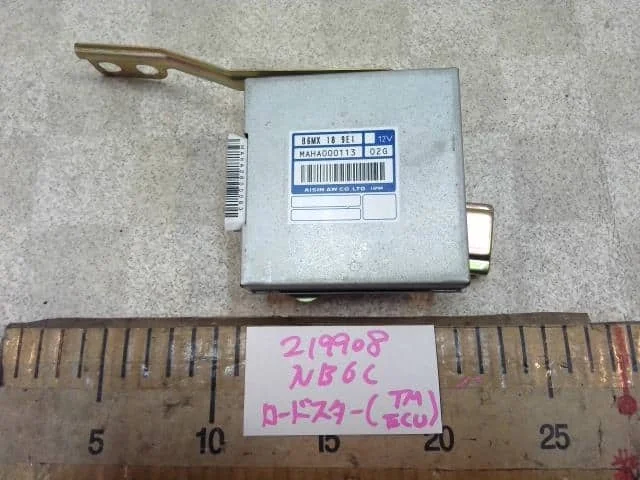 B6MX 18 9E1 12V
MAHA000113 02G
AISIN AW CO.,LTD. JAPAN
219908
NB6C
ロードスター(TM ECU)
5 10 15 20 25